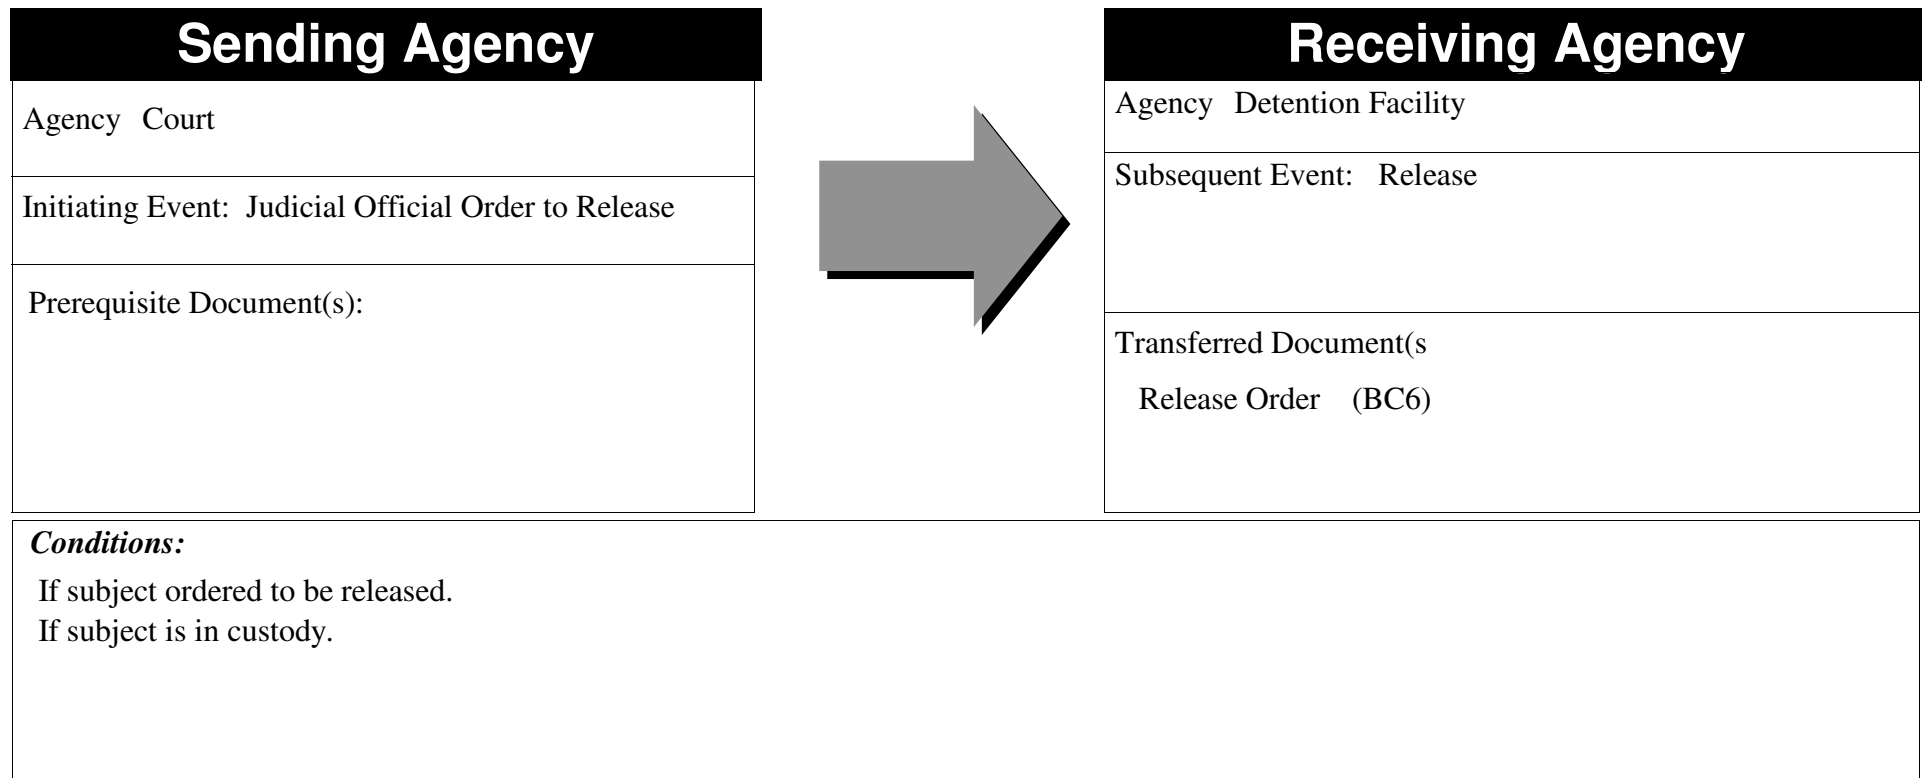 Sending Agency
Agency Court
Initiating Event: Judicial Official Order to Release
Prerequisite Document(s):
Receiving Agency
Agency Detention Facility
Subsequent Event: Release
Transferred Document(s
Release Order (BC6)
Conditions:
If subject ordered to be released.
If subject is in custody.